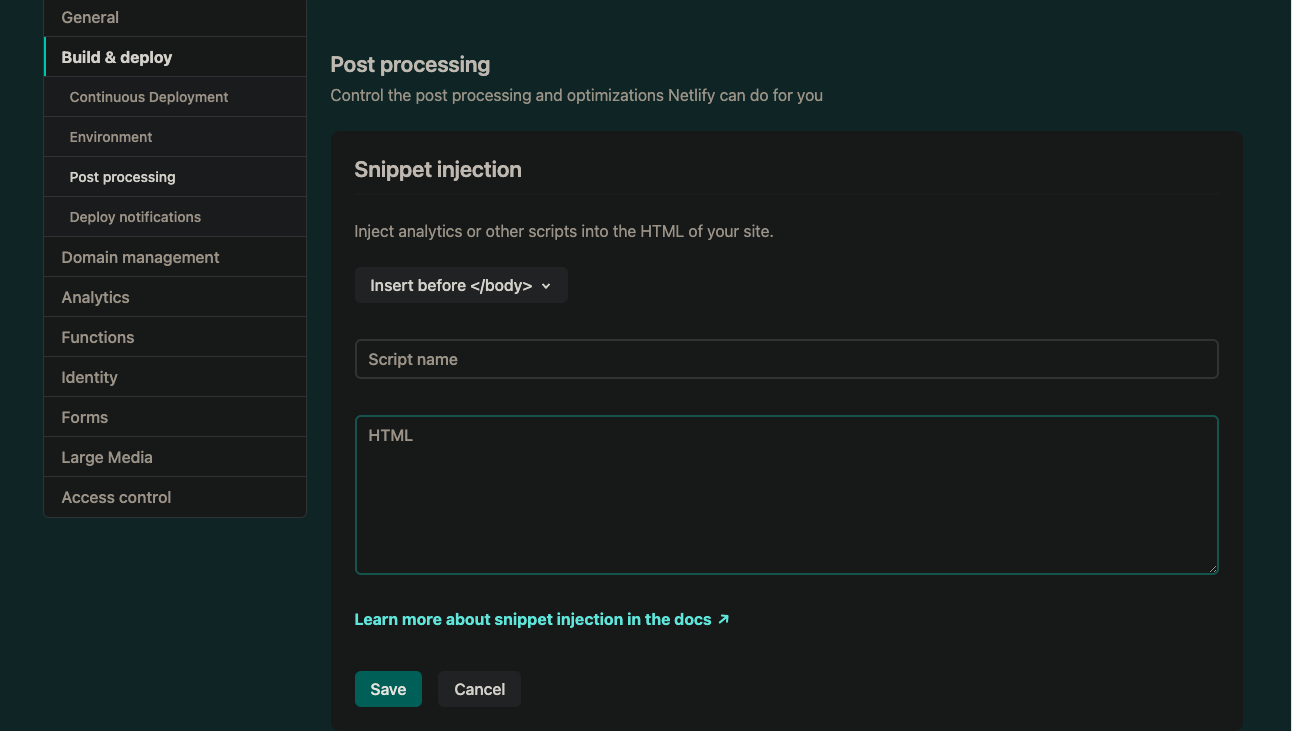 General
Build & deploy
Continuous Deployment
Environment
Post processing
Deploy notifications
Domain management
Analytics
Functions
Identity
Forms
Large Media
Access control
Post processing
Control the post processing and optimizations Netlify can do for you
Snippet injection
Inject analytics or other scripts into the HTML of your site.
Insert before </body>
Script name
HTML
Learn more about snippet injection in the docs ↗
Save
Cancel